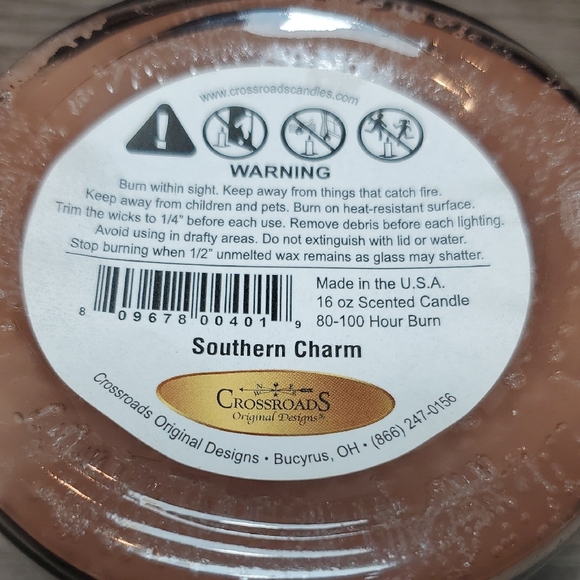 www.crossroadscandles.com
WARNING
Burn within sight. Keep away from things that catch fire.
Keep away from children and pets. Burn on heat-resistant surface.
Trim the wicks to 1/4" before each use. Remove debris before each lighting.
Avoid using in drafty areas. Do not extinguish with lid or water.
Stop burning when 1/2" unmelted wax remains as glass may shatter.
Made in the U.S.A.
16 oz Scented Candle
80-100 Hour Burn
8 09678 00401 9
Southern Charm
N E
W S
CROSSROADS
Original Designs®
Crossroads Original Designs • Bucyrus, OH • (866) 247-0156